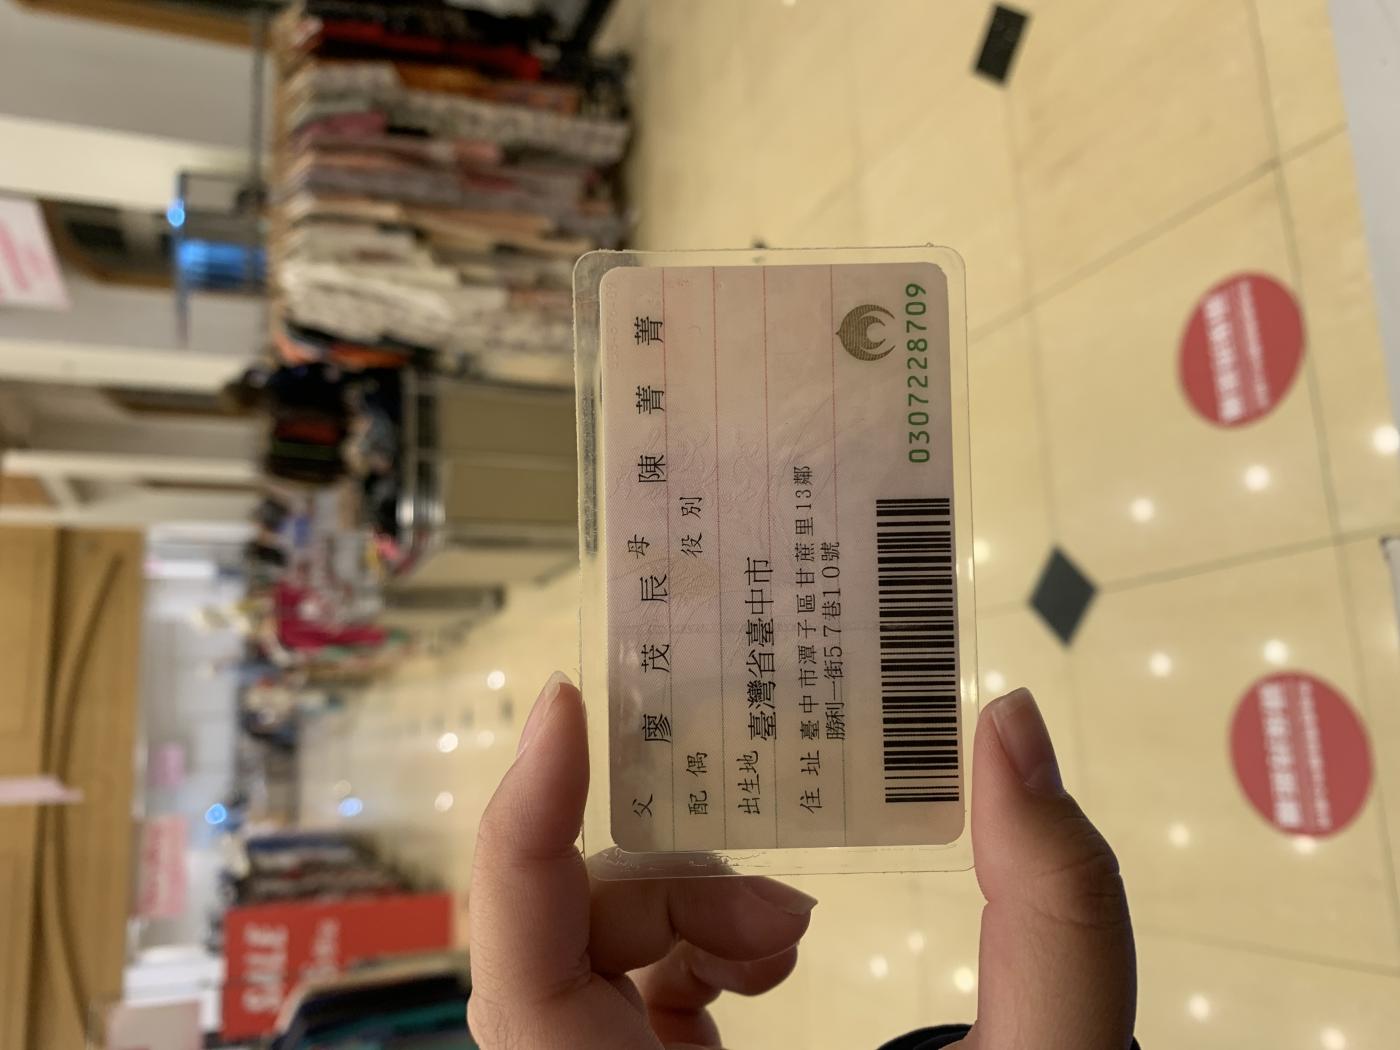 父 廖茂辰 母 陳菁菁
配偶 役別
出生地 臺灣省臺中市
住址 臺中市潭子區甘蔗里13鄰
勝利一街57巷10號
0307228709
SALE